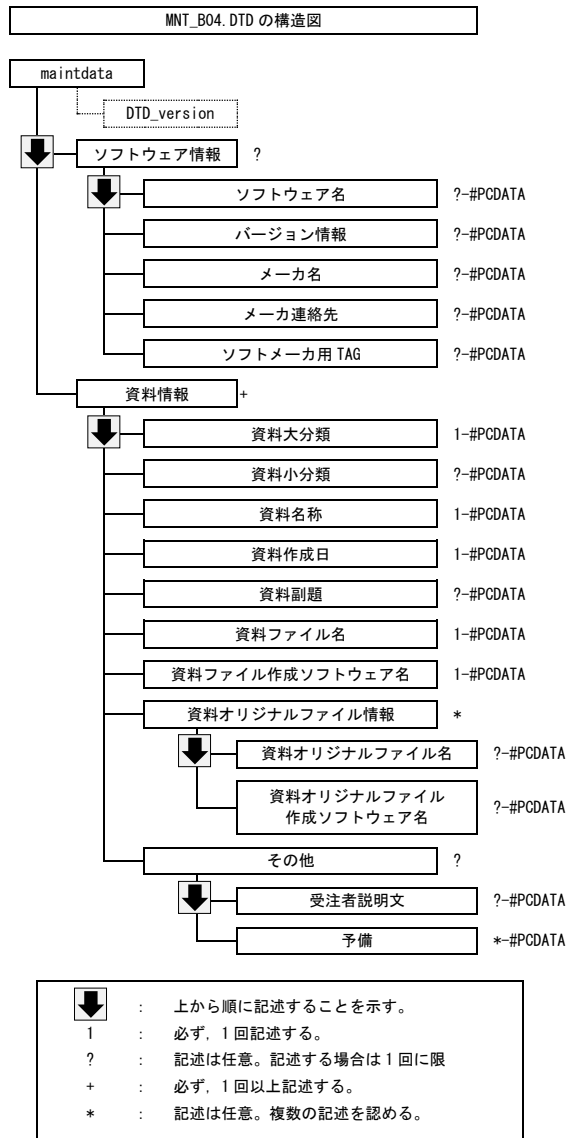 MNT_B04.DTD の構造図
maintdata
DTD_version
ソフトウェア情報 ?
ソフトウェア名 ?-#PCDATA
バージョン情報 ?-#PCDATA
メーカ名 ?-#PCDATA
メーカ連絡先 ?-#PCDATA
ソフトメーカ用 TAG ?-#PCDATA
資料情報 +
資料大分類 1-#PCDATA
資料小分類 ?-#PCDATA
資料名称 1-#PCDATA
資料作成日 1-#PCDATA
資料副題 ?-#PCDATA
資料ファイル名 1-#PCDATA
資料ファイル作成ソフトウェア名 1-#PCDATA
資料オリジナルファイル情報 *
資料オリジナルファイル名 ?-#PCDATA
資料オリジナルファイル
作成ソフトウェア名 ?-#PCDATA
その他 ?
受注者説明文 ?-#PCDATA
予備 *-#PCDATA
: 上から順に記述することを示す。
1 : 必ず，1 回記述する。
? : 記述は任意。記述する場合は 1 回に限
+ : 必ず，1 回以上記述する。
* : 記述は任意。複数の記述を認める。